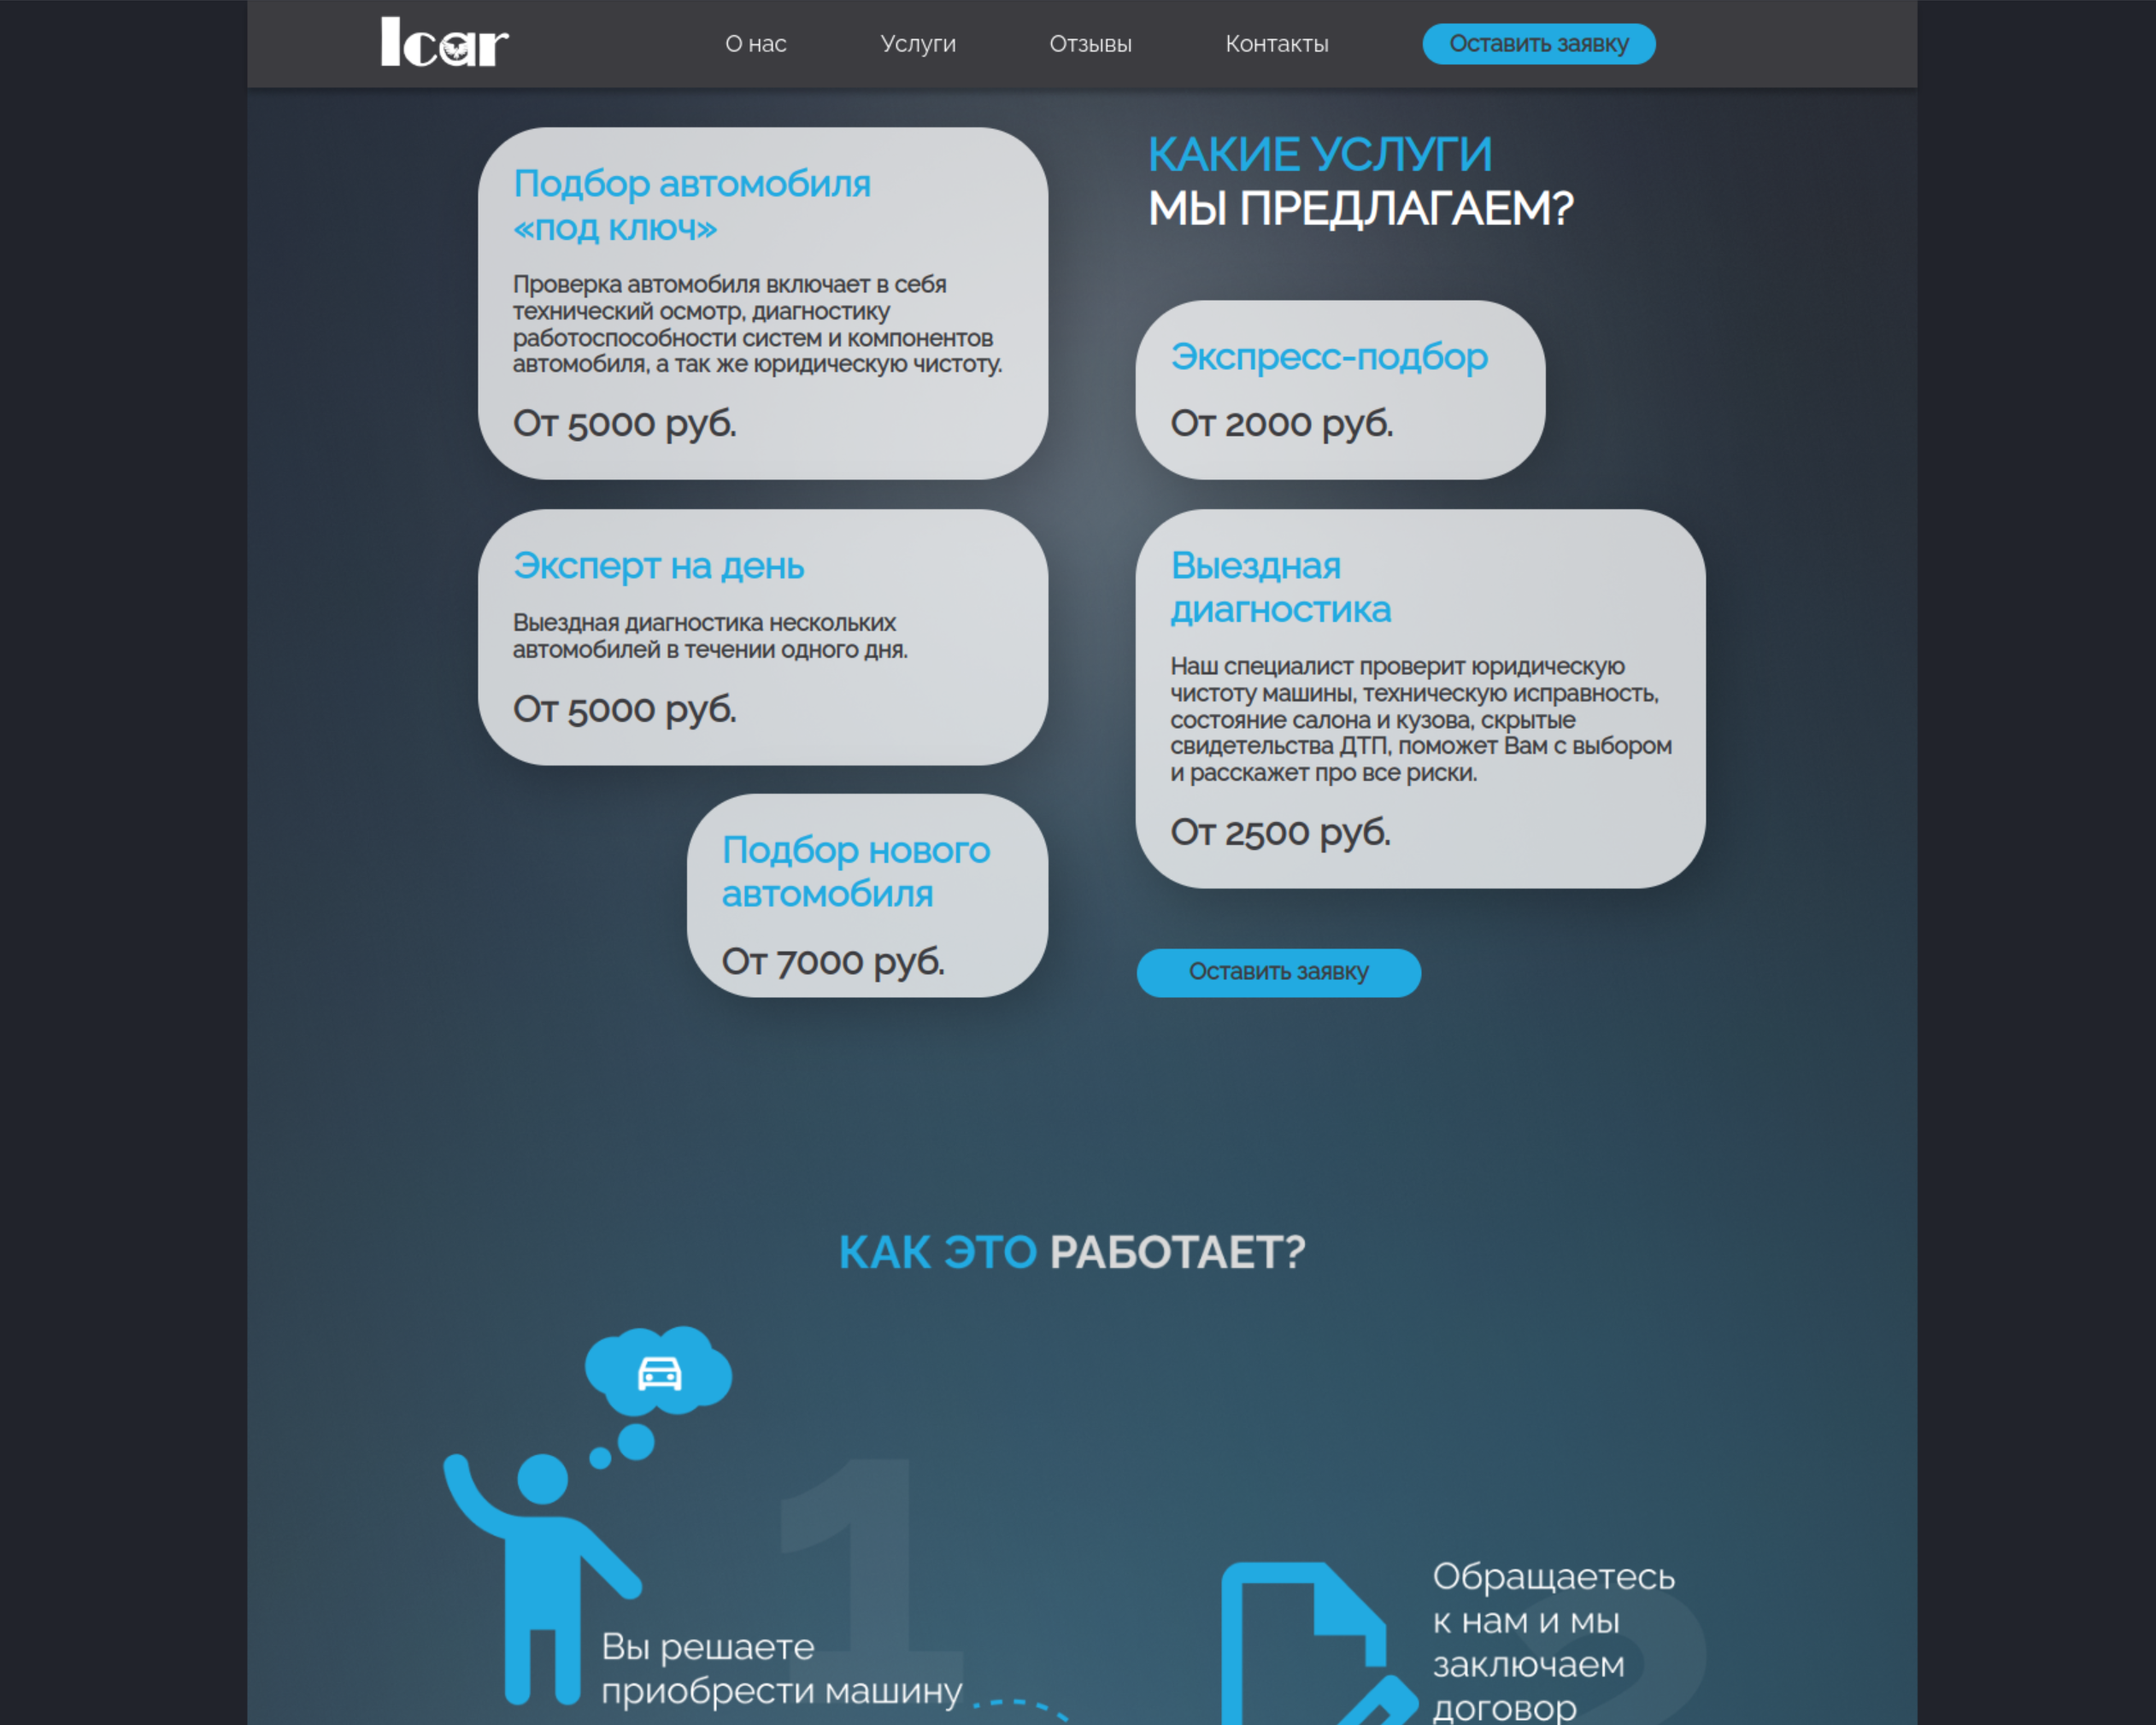 Icar
О нас
Услуги
Отзывы
Контакты
Оставить заявку
Подбор автомобиля
«под ключ»
Проверка автомобиля включает в себя
технический осмотр, диагностику
работоспособности систем и компонентов
автомобиля, а так же юридическую чистоту.
От 5000 руб.
КАКИЕ УСЛУГИ
МЫ ПРЕДЛАГАЕМ?
Экспресс-подбор
От 2000 руб.
Эксперт на день
Выездная диагностика нескольких
автомобилей в течении одного дня.
От 5000 руб.
Выездная
диагностика
Наш специалист проверит юридическую
чистоту машины, техническую исправность,
состояние салона и кузова, скрытые
свидетельства ДТП, поможет Вам с выбором
и расскажет про все риски.
От 2500 руб.
Подбор нового
автомобиля
От 7000 руб.
Оставить заявку
КАК ЭТО РАБОТАЕТ?
1
Вы решаете
приобрести машину
2
Обращаетесь
к нам и мы
заключаем
договор